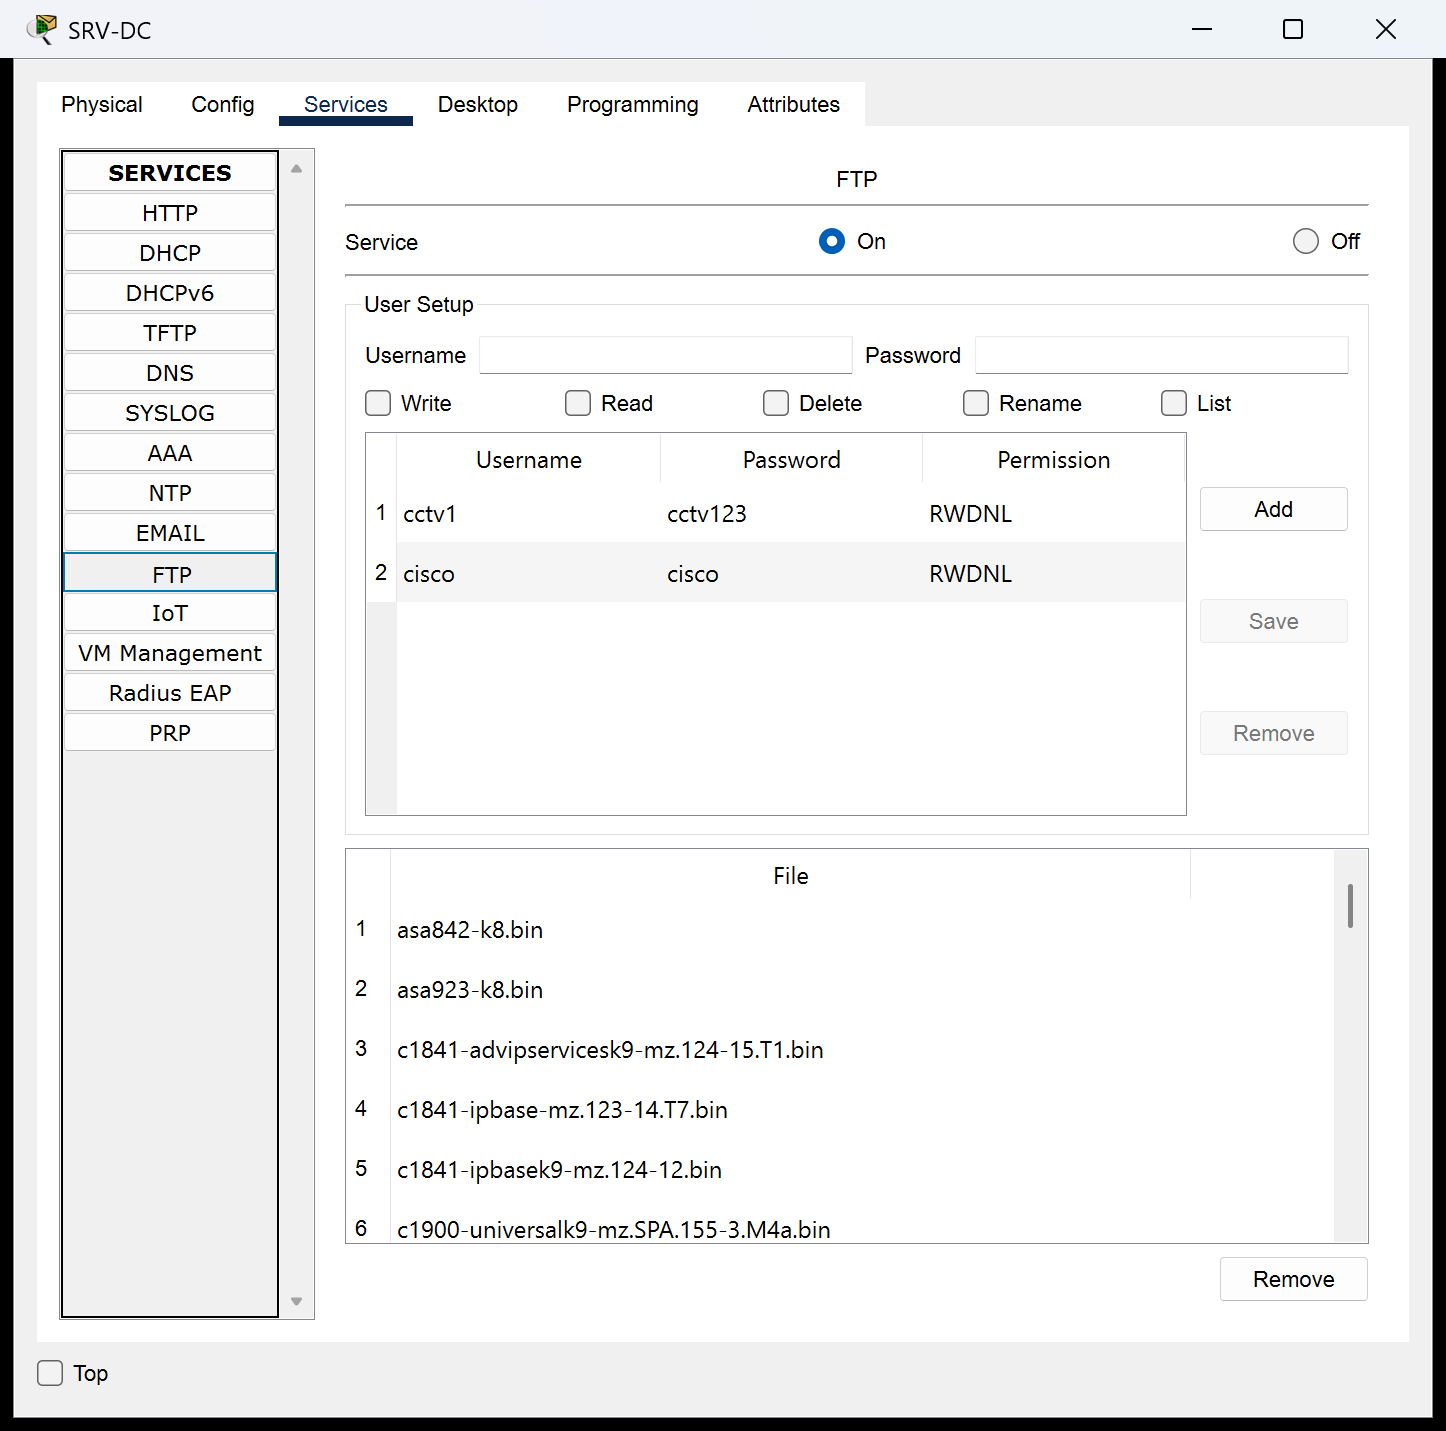 SRV-DC
Physical Config Services Desktop Programming Attributes
SERVICES
HTTP
DHCP
DHCPv6
TFTP
DNS
SYSLOG
AAA
NTP
EMAIL
FTP
IoT
VM Management
Radius EAP
PRP
FTP
Service On Off
User Setup
Username Password
Write Read Delete Rename List
Username Password Permission
1 cctv1 cctv123 RWDNL
2 cisco cisco RWDNL
Add
Save
Remove
File
1 asa842-k8.bin
2 asa923-k8.bin
3 c1841-advipservicesk9-mz.124-15.T1.bin
4 c1841-ipbase-mz.123-14.T7.bin
5 c1841-ipbasek9-mz.124-12.bin
6 c1900-universalk9-mz.SPA.155-3.M4a.bin
Remove
Top